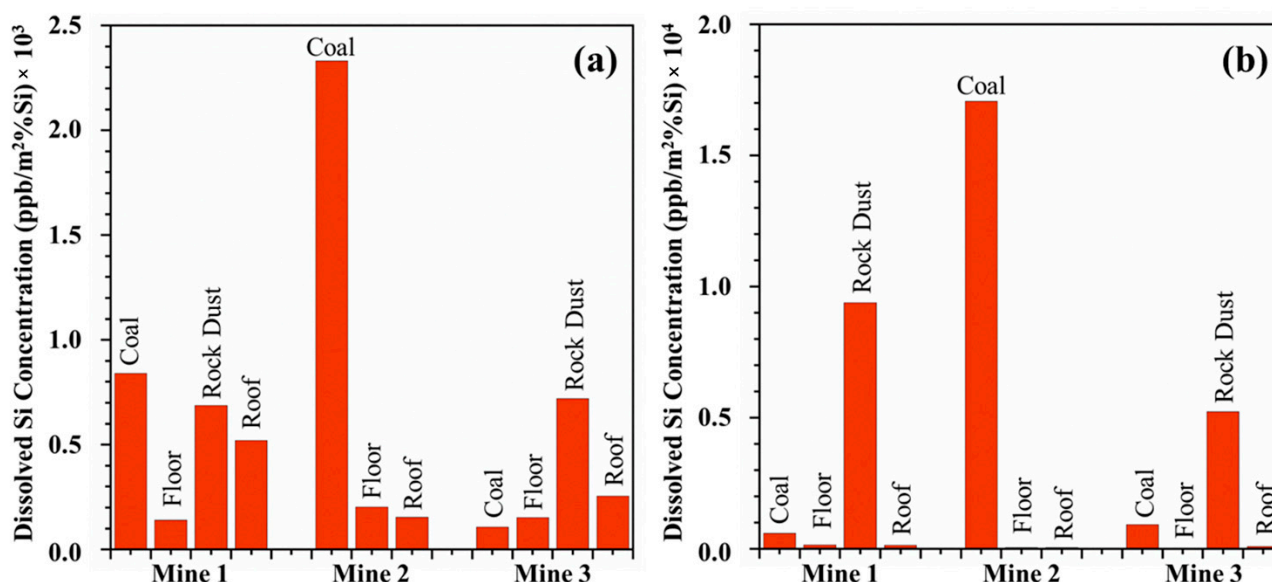 Dissolved Si Concentration (ppb/m²%Si) × 10³
2.5
2.0
1.5
1.0
0.5
0.0
(a)
Coal
Floor
Rock Dust
Roof
Coal
Floor
Roof
Coal
Floor
Rock Dust
Roof
Mine 1
Mine 2
Mine 3
Dissolved Si Concentration (ppb/m²%Si) × 10⁴
2.0
1.5
1.0
0.5
0.0
(b)
Coal
Floor
Rock Dust
Roof
Coal
Floor
Roof
Coal
Floor
Rock Dust
Roof
Mine 1
Mine 2
Mine 3